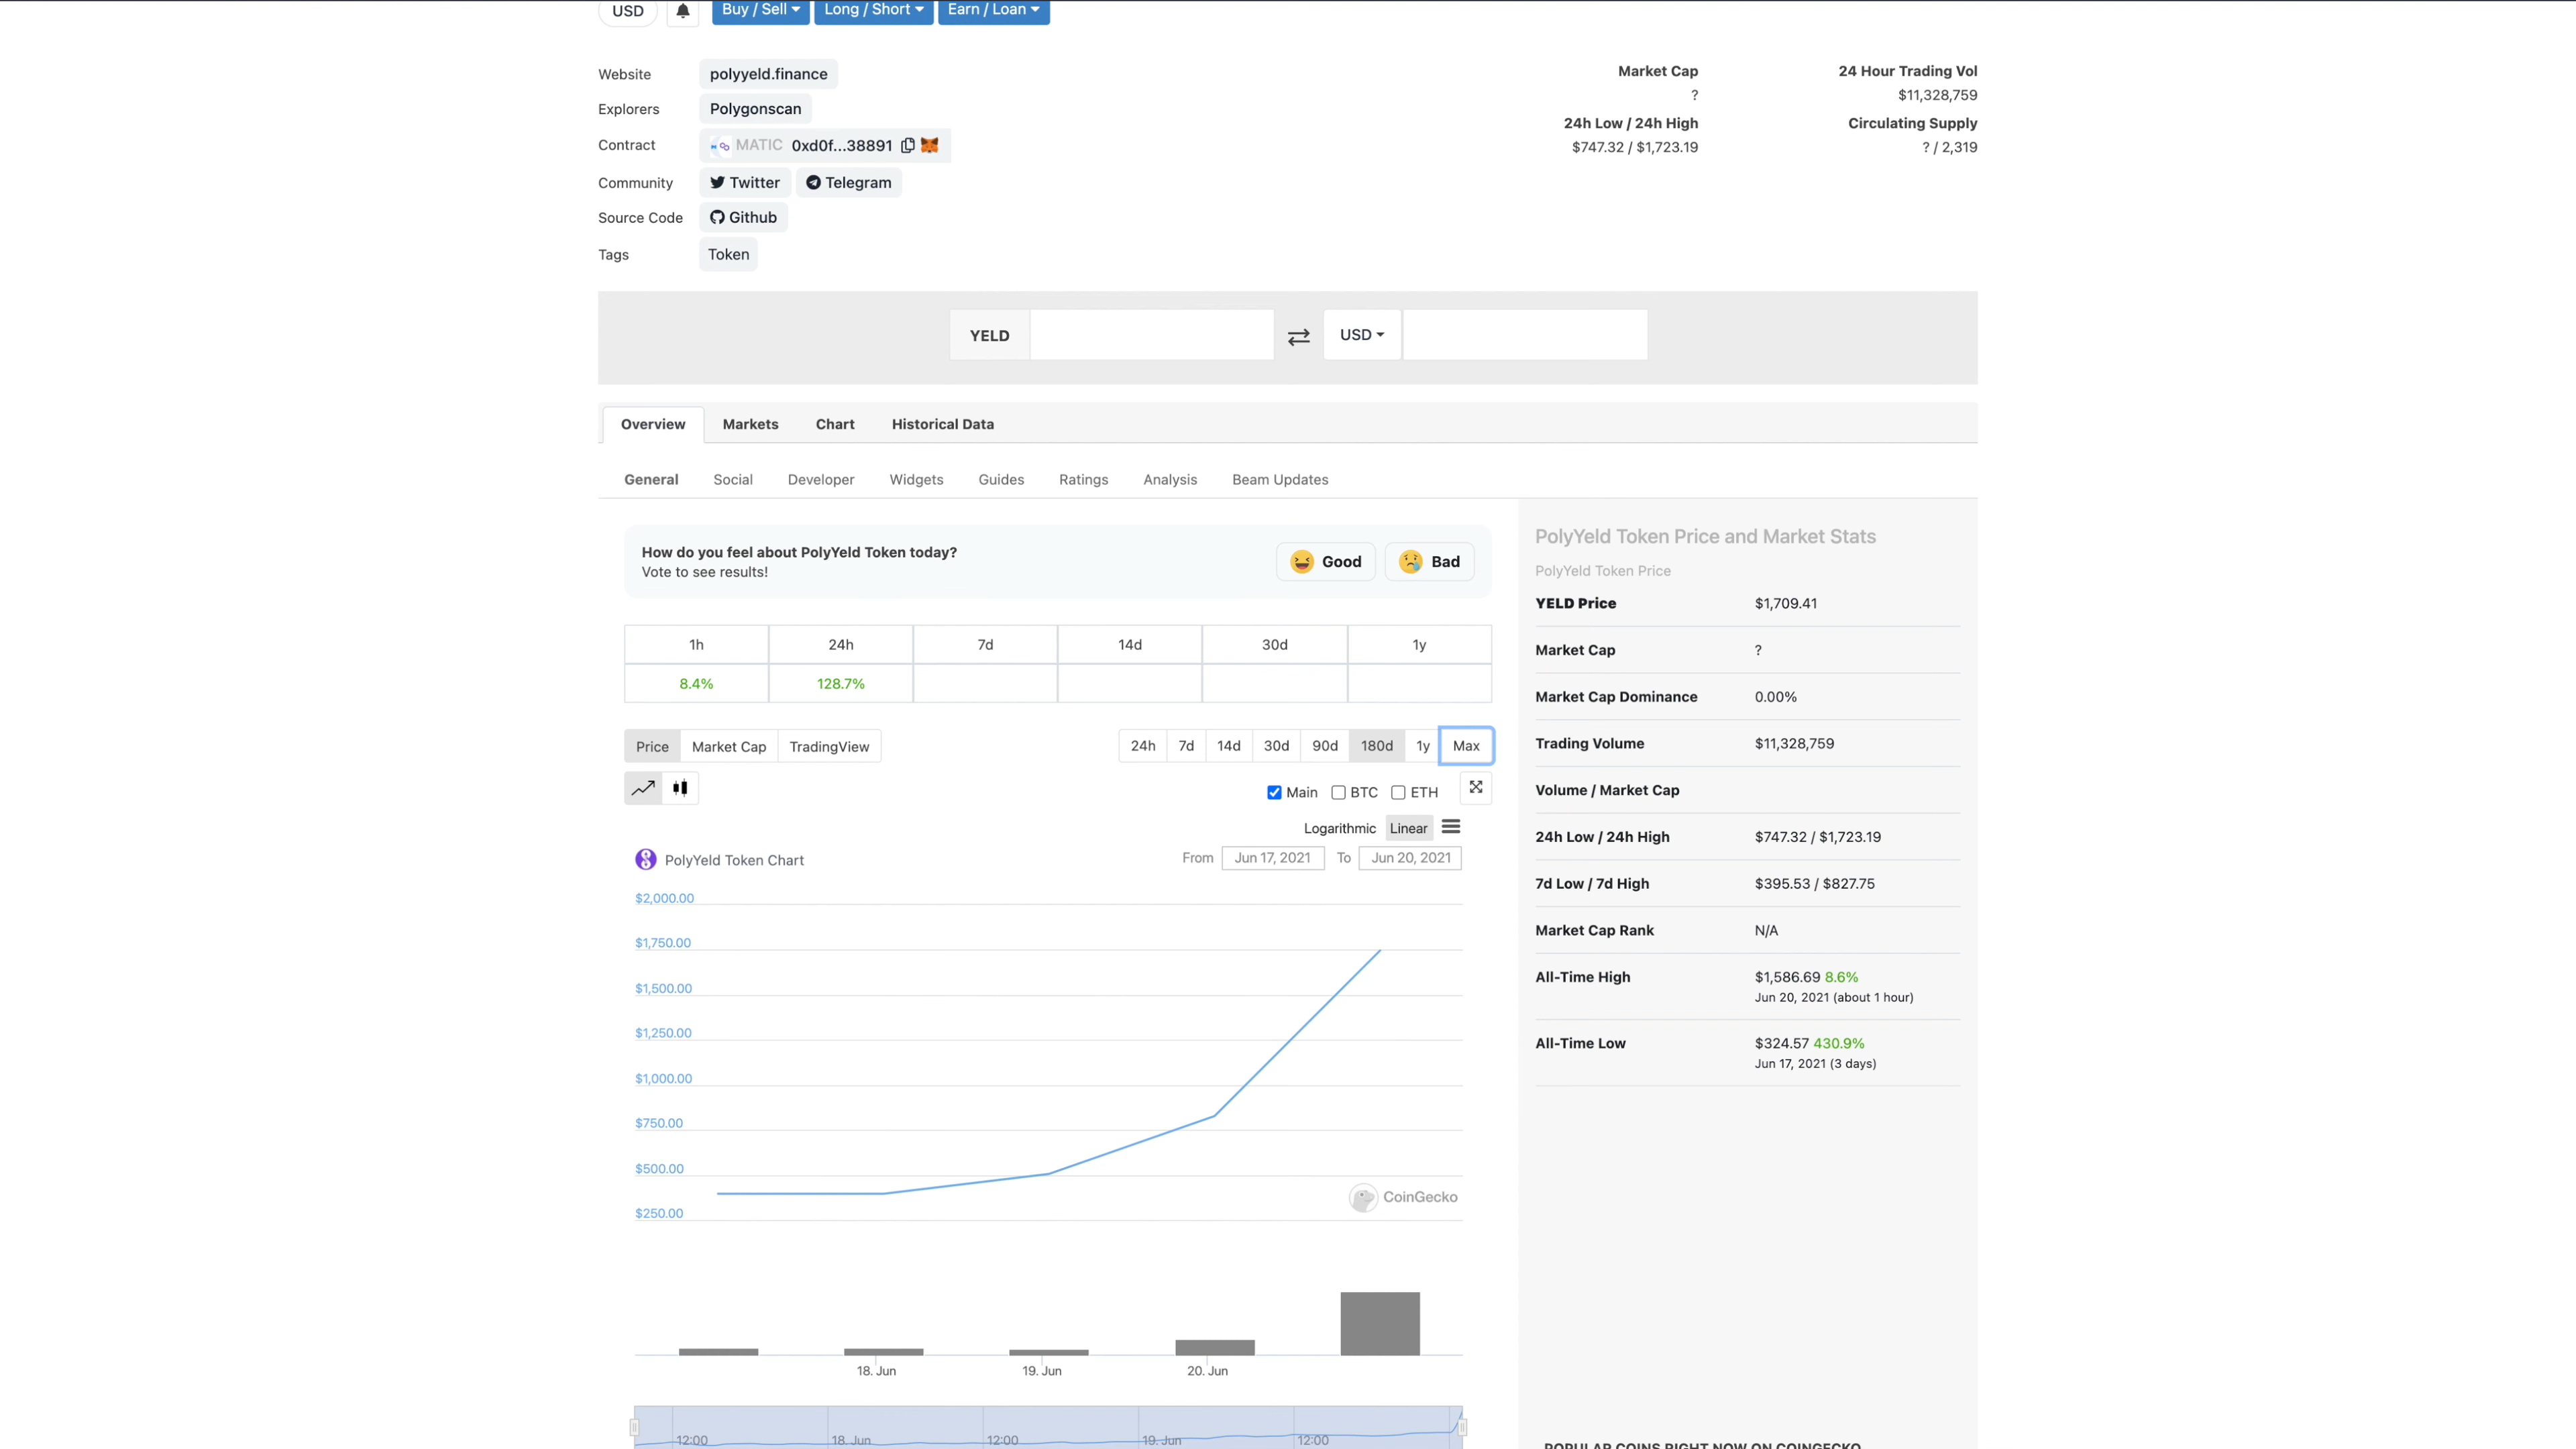 USD Buy / Sell Long / Short Earn / Loan
Website polyyeld.finance
Explorers Polygonscan
Contract MATIC 0xd0f...38891
Community Twitter Telegram
Source Code Github
Tags Token
Market Cap 24 Hour Trading Vol
? $11,328,759
24h Low / 24h High Circulating Supply
$747.32 / $1,723.19 ? / 2,319
YELD USD
Overview Markets Chart Historical Data
General Social Developer Widgets Guides Ratings Analysis Beam Updates
How do you feel about PolyYeld Token today?
Vote to see results!
Good Bad
1h 24h 7d 14d 30d 1y
8.4% 128.7%
Price Market Cap TradingView
24h 7d 14d 30d 90d 180d 1y Max
Main BTC ETH
Logarithmic Linear
PolyYeld Token Chart
From Jun 17, 2021 To Jun 20, 2021
$2,000.00
$1,750.00
$1,500.00
$1,250.00
$1,000.00
$750.00
$500.00
$250.00
CoinGecko
18. Jun 19. Jun 20. Jun
12:00 18. Jun 12:00 19. Jun 12:00
PolyYeld Token Price and Market Stats
PolyYeld Token Price
YELD Price $1,709.41
Market Cap ?
Market Cap Dominance 0.00%
Trading Volume $11,328,759
Volume / Market Cap
24h Low / 24h High $747.32 / $1,723.19
7d Low / 7d High $395.53 / $827.75
Market Cap Rank N/A
All-Time High $1,586.69 8.6%
Jun 20, 2021 (about 1 hour)
All-Time Low $324.57 430.9%
Jun 17, 2021 (3 days)
POPULAR COINS RIGHT NOW ON COINGECKO